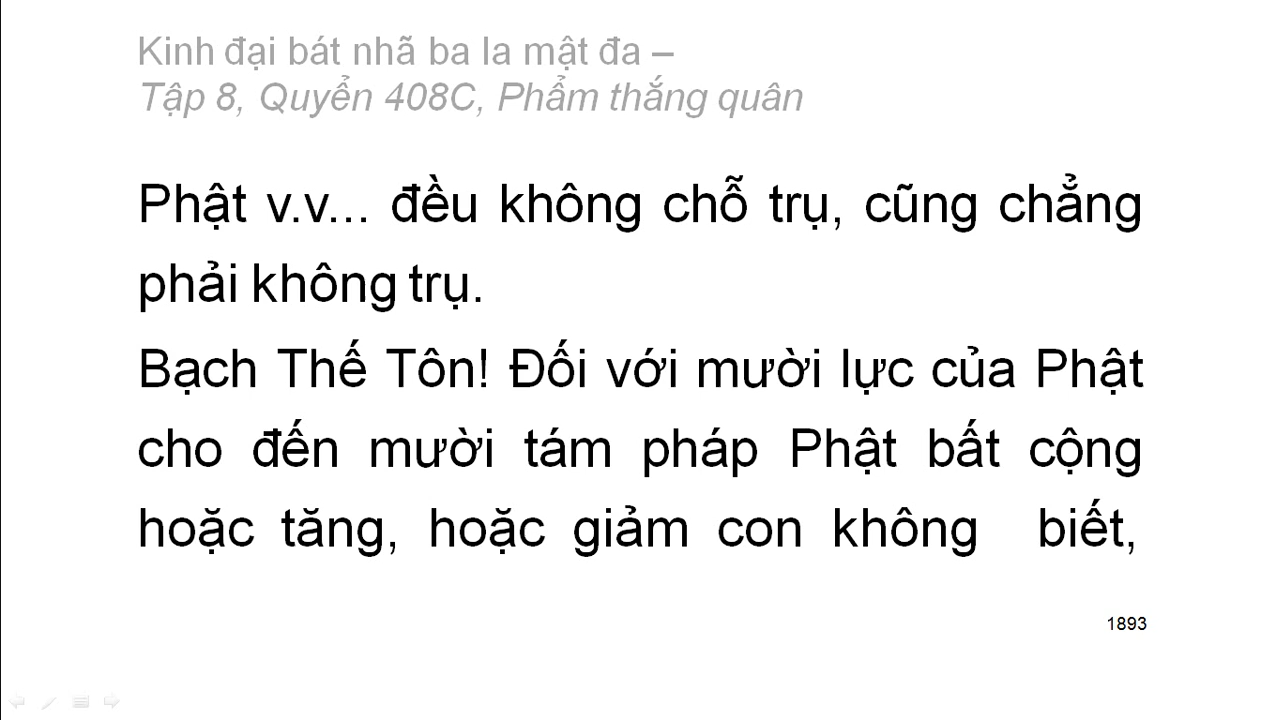 Kinh đại bát nhã ba la mật đa –
Tập 8, Quyển 408C, Phẩm thắng quân
Phật v.v... đều không chỗ trụ, cũng chẳng
phải không trụ.
Bạch Thế Tôn! Đối với mười lực của Phật
cho đến mười tám pháp Phật bất cộng
hoặc tăng, hoặc giảm con không biết,
1893